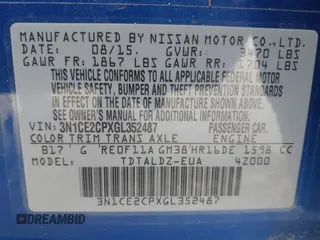 MANUFACTURED BY NISSAN MOTOR CO.,LTD.
DATE: 08/15. GVWR: 3470 LBS
GAWR FR: 1867 LBS GAWR RR: 1704 LBS
THIS VEHICLE CONFORMS TO ALL APPLICABLE
FEDERAL MOTOR VEHICLE SAFETY, BUMPER
AND THEFT PREVENTION STANDARDS IN EFFECT
ON THE DATE OF MANUFACTURE SHOWN ABOVE.
SEE OWNER'S MANUAL FOR ADDITIONAL
INFORMATION.
VIN: 3N1CE2CPXGL352487 PASSENGER CAR.
COLOR TRIM TRANS AXLE ENGINE
B17 G RE0F11A GM38 HR16DE 1598 CC
MODEL TDTALDZ-EUA 42000
3N1CE2CPXGL352487
DREAMBID